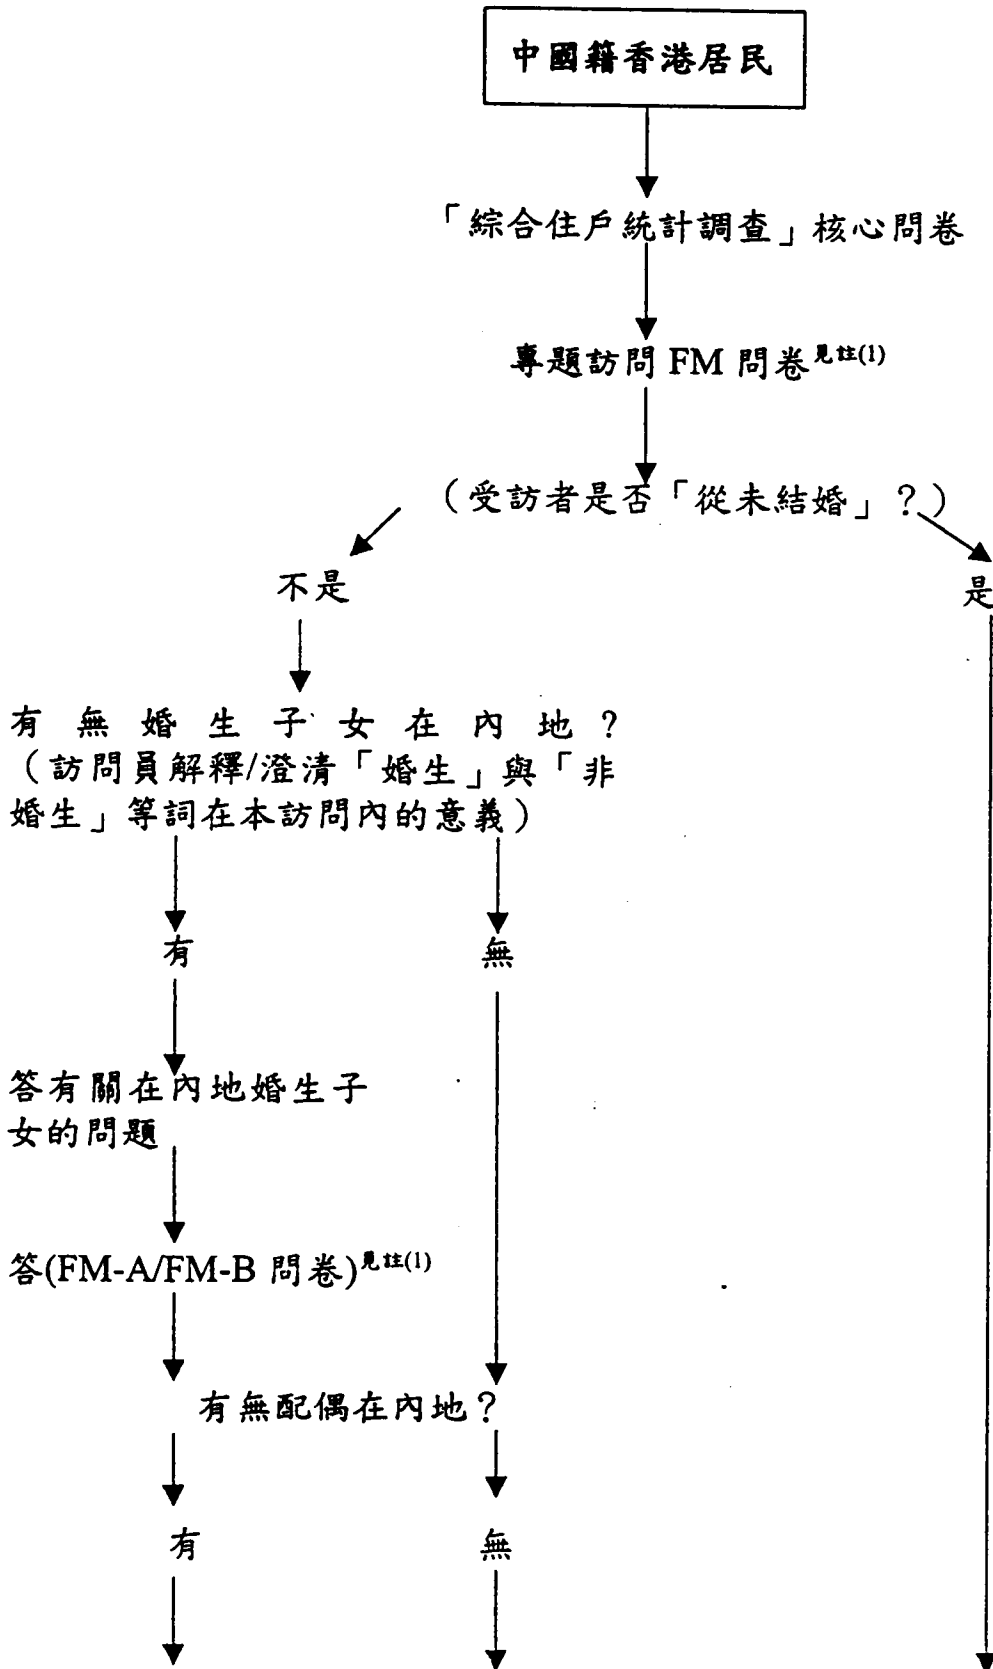 中國籍香港居民
「綜合住戶統計調查」核心問卷
專題訪問 FM 問卷見註(1)
（受訪者是否「從未結婚」？）
不是
是
有無婚生子女在內地？
（訪問員解釋/澄清「婚生」與「非
婚生」等詞在本訪問內的意義）
有
無
答有關在內地婚生子
女的問題
答(FM-A/FM-B 問卷)見註(1)
有無配偶在內地？
有
無